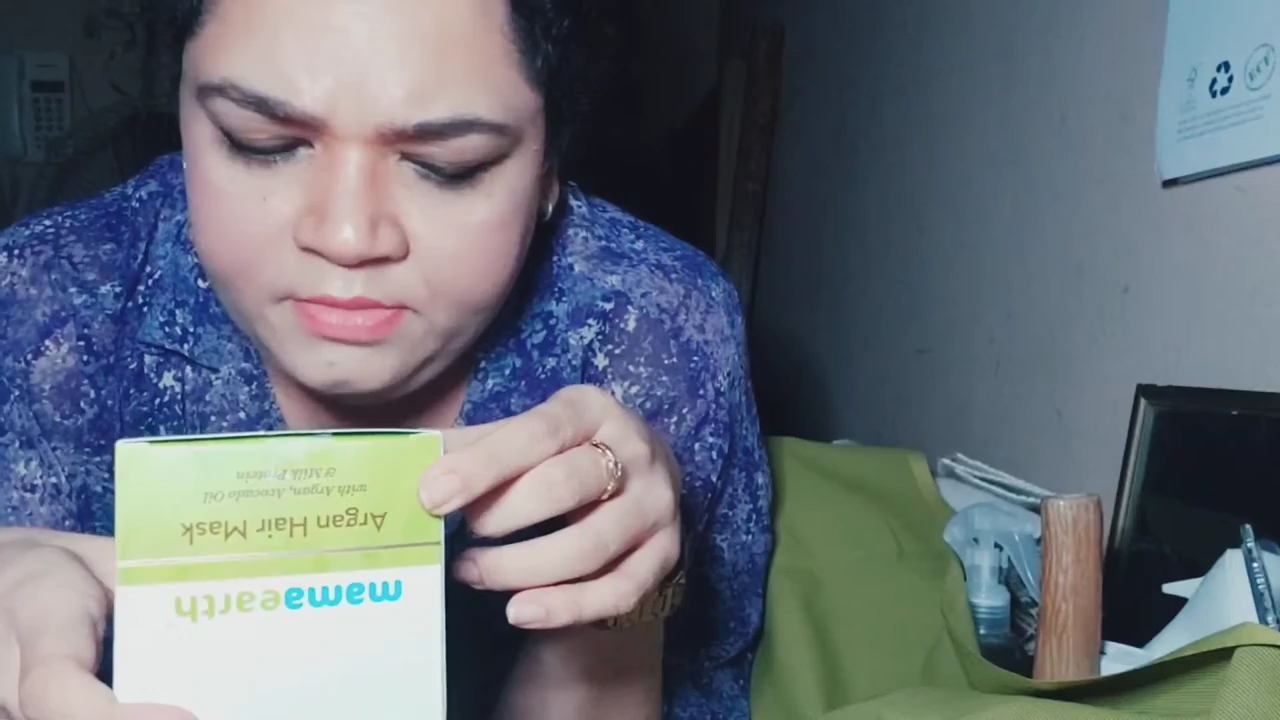 mamaearth
Argan Hair Mask
with Argan, Avocado Oil
& Milk Protein